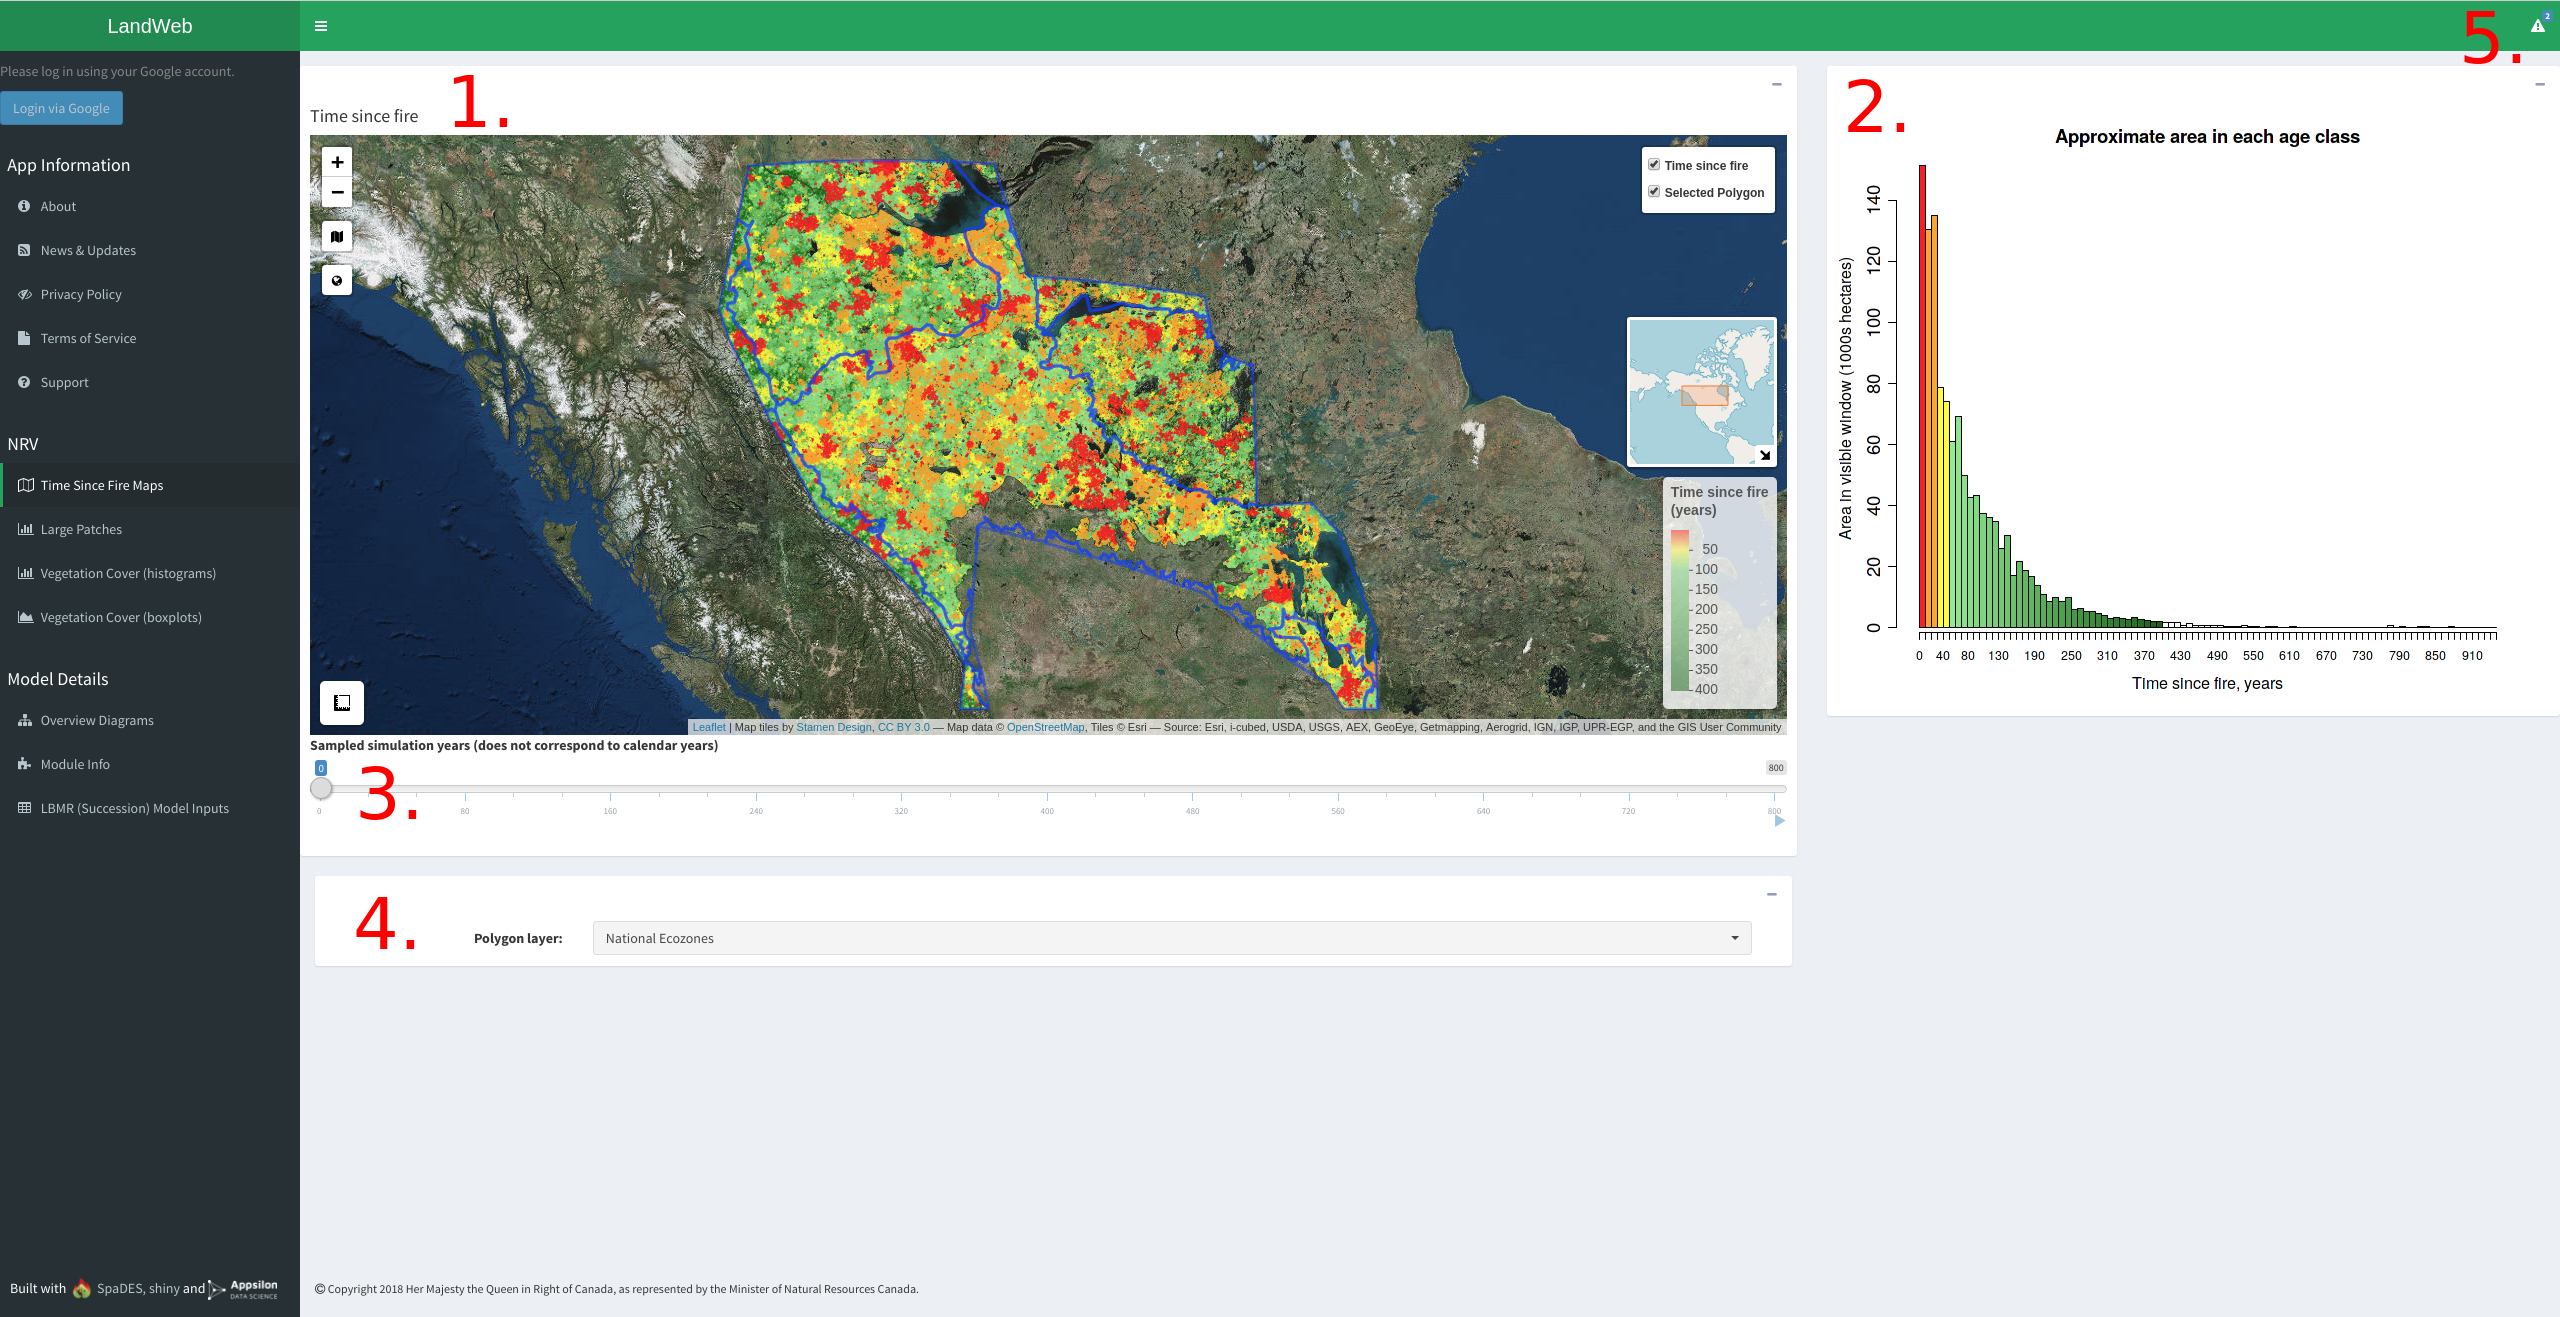 LandWeb
2
5.
Please log in using your Google account.
Login via Google
App Information
About
News & Updates
Privacy Policy
Terms of Service
Support
NRV
Time Since Fire Maps
Large Patches
Vegetation Cover (histograms)
Vegetation Cover (boxplots)
Model Details
Overview Diagrams
Module Info
LBMR (Succession) Model Inputs
Built with SpaDES, shiny and Appsilon
DATA SCIENCE
1.
Time since fire
+
−
Time since fire
Selected Polygon
Time since fire
(years)
50
100
150
200
250
300
350
400
Leaflet | Map tiles by Stamen Design, CC BY 3.0 — Map data © OpenStreetMap, Tiles © Esri — Source: Esri, i-cubed, USDA, USGS, AEX, GeoEye, Getmapping, Aerogrid, IGN, IGP, UPR-EGP, and the GIS User Community
Sampled simulation years (does not correspond to calendar years)
0 800
3.
0 80 160 240 320 400 480 560 640 720 800
4.
Polygon layer: National Ecozones
2.
Approximate area in each age class
Area in visible window (1000s hectares)
140
120
100
80
60
40
20
0
0 40 80 130 190 250 310 370 430 490 550 610 670 730 790 850 910
Time since fire, years
© Copyright 2018 Her Majesty the Queen in Right of Canada, as represented by the Minister of Natural Resources Canada.